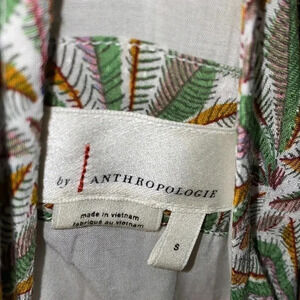 by ANTHROPOLOGIE
made in vietnam
fabriqué au vietnam
S